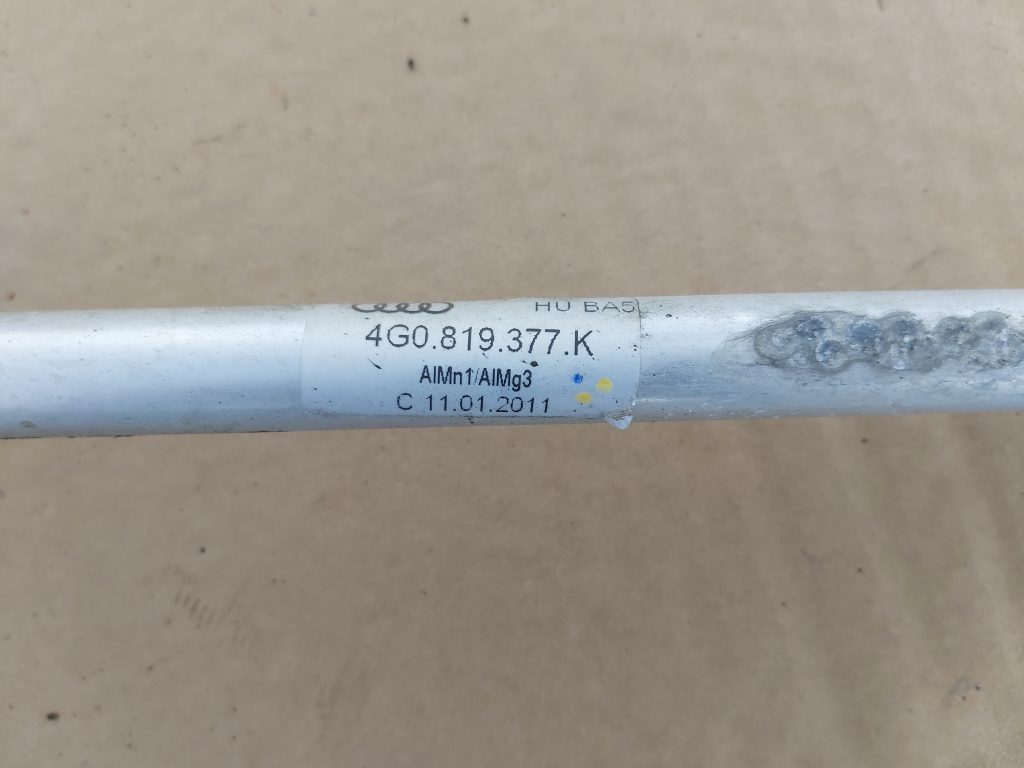 HU BA5
4G0.819.377.K
AlMn1/AlMg3
C 11.01.2011